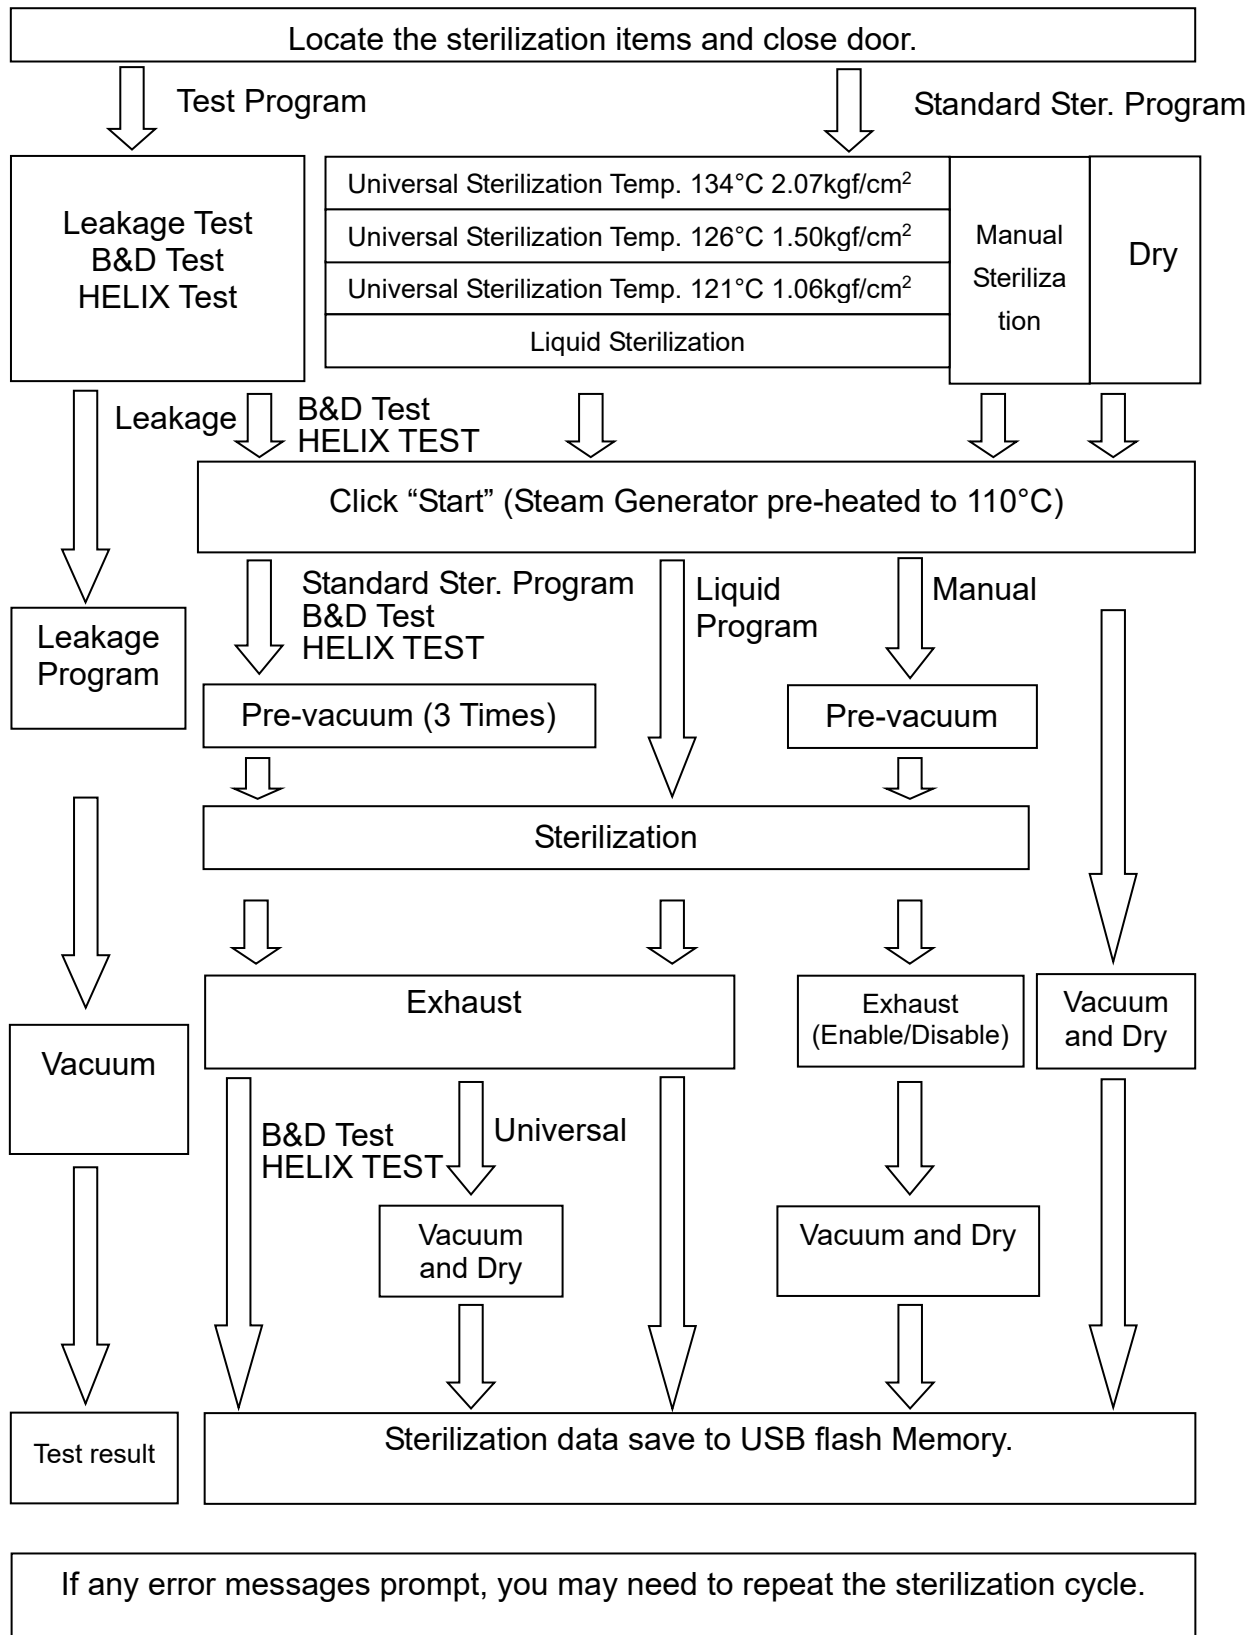 Locate the sterilization items and close door.
Test Program
Standard Ster. Program
Leakage Test
B&D Test
HELIX Test
Universal Sterilization Temp. 134°C 2.07kgf/cm²
Universal Sterilization Temp. 126°C 1.50kgf/cm²
Universal Sterilization Temp. 121°C 1.06kgf/cm²
Liquid Sterilization
Manual
Steriliza
tion
Dry
Leakage
B&D Test
HELIX TEST
Click “Start” (Steam Generator pre-heated to 110°C)
Standard Ster. Program
B&D Test
HELIX TEST
Liquid
Program
Manual
Leakage
Program
Pre-vacuum (3 Times)
Pre-vacuum
Sterilization
Exhaust
Exhaust
(Enable/Disable)
Vacuum
and Dry
Vacuum
B&D Test
HELIX TEST
Universal
Vacuum
and Dry
Vacuum and Dry
Test result
Sterilization data save to USB flash Memory.
If any error messages prompt, you may need to repeat the sterilization cycle.